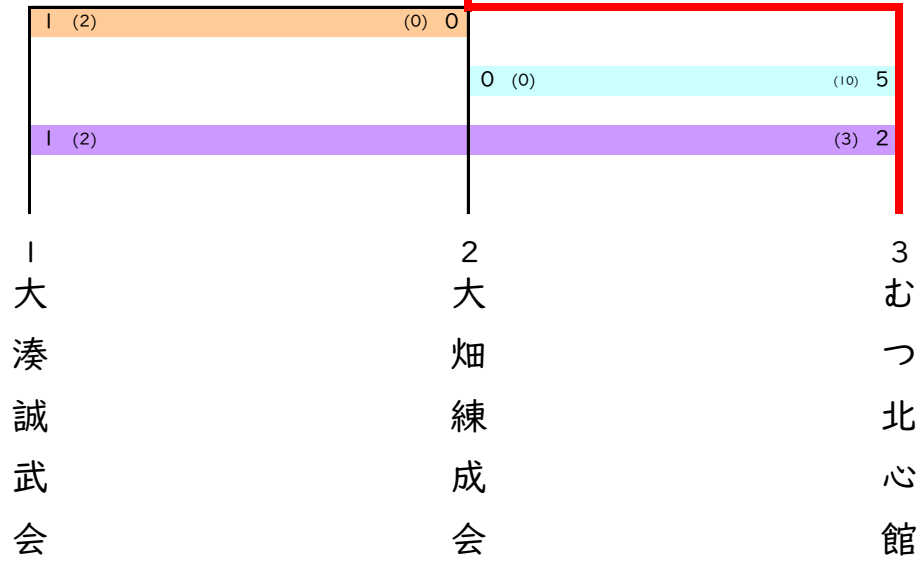 1 (2) (0) 0
0 (0) (10) 5
1 (2) (3) 2
1 2 3
大湊誠武会
大畑練成会
むつ北心館